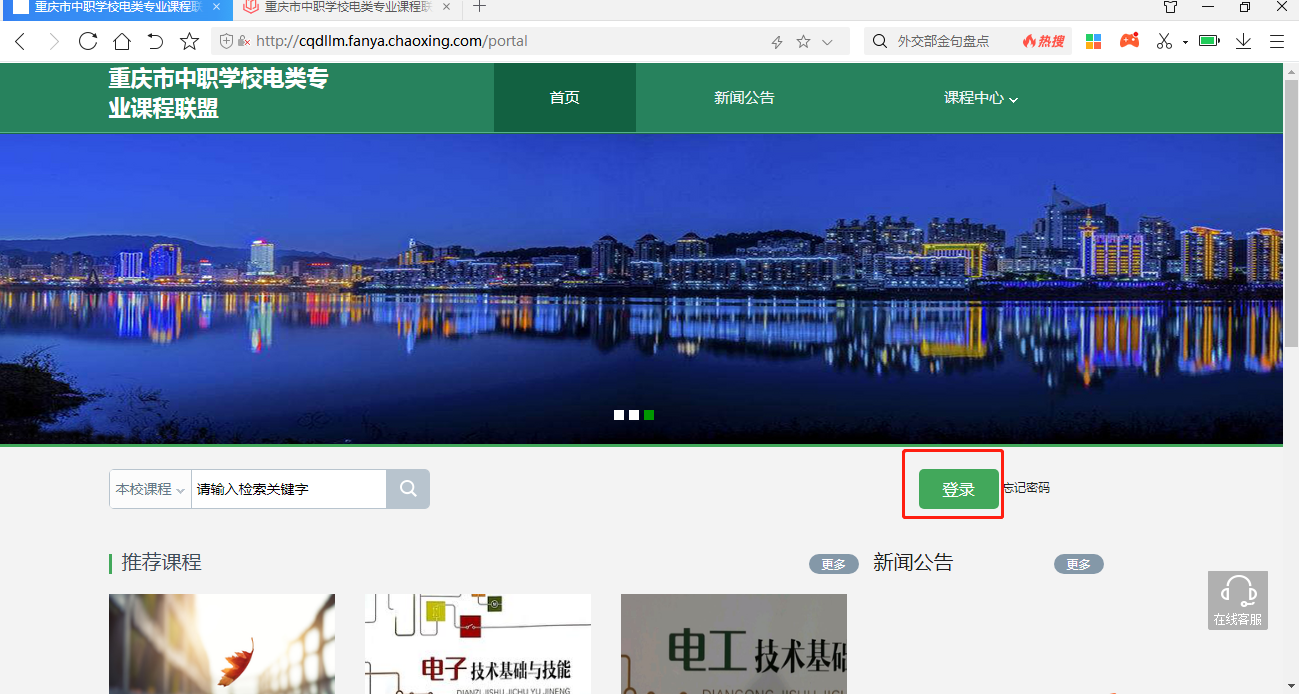 重庆市中职学校电类专业课程联
重庆市中职学校电类专业课程联
http://cqdllm.fanya.chaoxing.com/portal
外交部金句盘点
热搜
重庆市中职学校电类专
业课程联盟
首页
新闻公告
课程中心
本校课程
请输入检索关键字
登录
忘记密码
推荐课程
更多
新闻公告
更多
在线客服
电子技术基础与技能
DIANZI JISHU JICHU YU JINENG
电工技术基础
DIANGONG JISHU JICHU